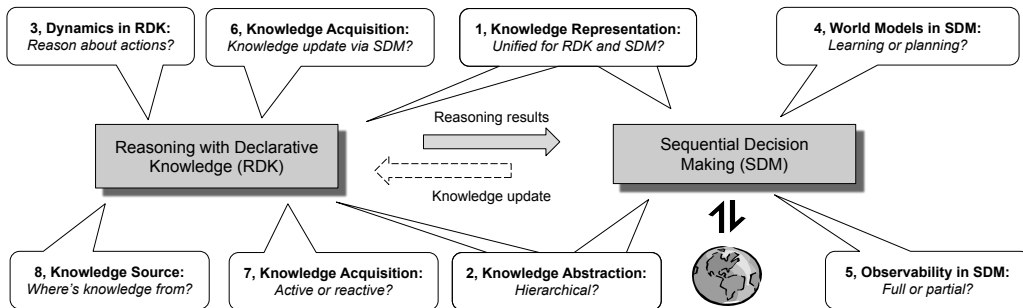 3, Dynamics in RDK:
Reason about actions?
6, Knowledge Acquisition:
Knowledge update via SDM?
1, Knowledge Representation:
Unified for RDK and SDM?
4, World Models in SDM:
Learning or planning?
Reasoning with Declarative
Knowledge (RDK)
Reasoning results
Knowledge update
Sequential Decision
Making (SDM)
8, Knowledge Source:
Where's knowledge from?
7, Knowledge Acquisition:
Active or reactive?
2, Knowledge Abstraction:
Hierarchical?
5, Observability in SDM:
Full or partial?